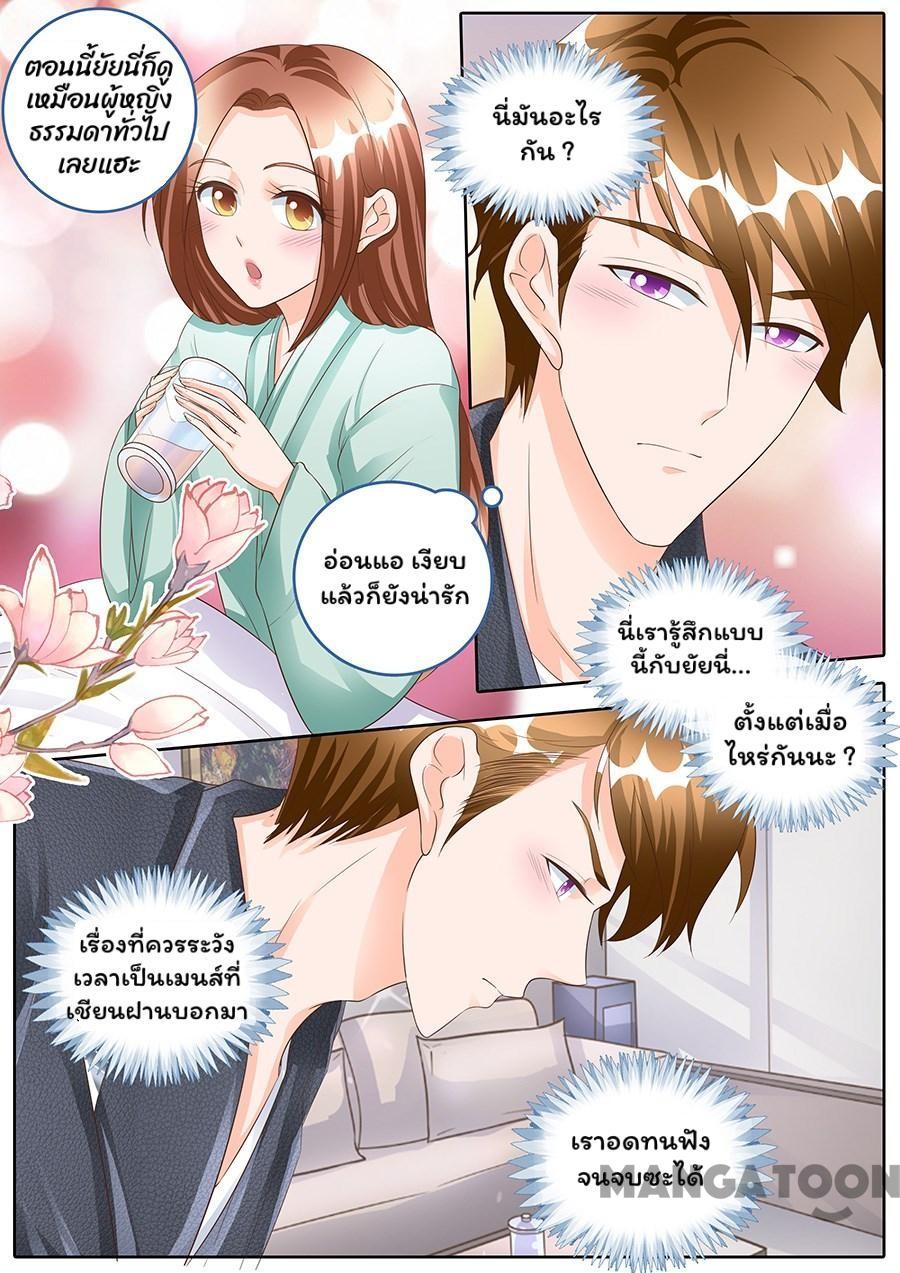 ตอนนี้ยัยนี่ก็ดู
เหมือนผู้หญิง
ธรรมดาทั่วไป
เลยแฮะ
นี่มันอะไร
กัน ?
อ่อนแอ เงียบ
แล้วก็ยังน่ารัก
นี่เรารู้สึกแบบ
นี้กับยัยนี่...
ตั้งแต่เมื่อ
ไหร่กันนะ ?
เรื่องที่ควรระวัง
เวลาเป็นเมนส์ที่
เชียนฝานบอกมา
เราอดทนฟัง
จนจบซะได้
MANGATOON